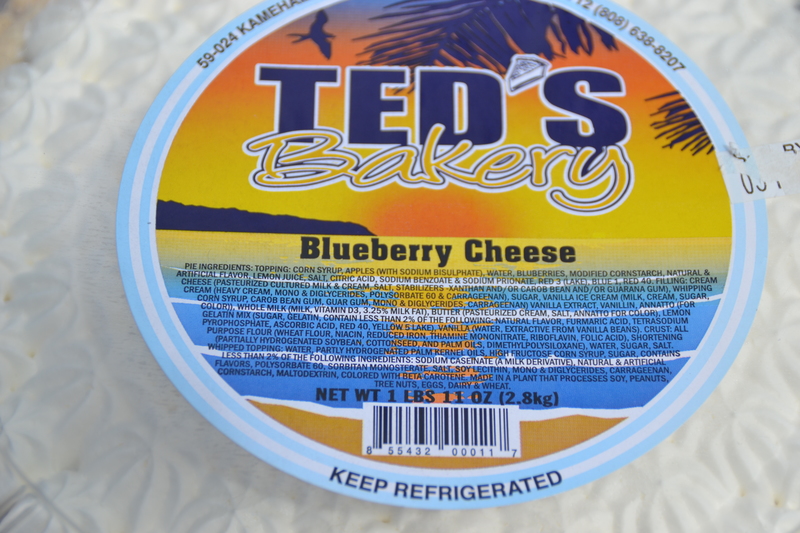 59-024 KAMEHA
(808) 638-8207
TED'S
Bakery
Blueberry Cheese
PIE INGREDIENTS: TOPPING: CORN SYRUP, APPLES (WITH SODIUM BISULPHATE), WATER, BLUBERRIES, MODIFIED CORNSTARCH, NATURAL &
ARTIFICIAL FLAVOR, LEMON JUICE, SALT, CITRIC ACID, SODIUM BENZOATE & SODIUM PRIONATE, RED 3 (LAKE), BLUE 1, RED 40. FILLING: CREAM
CHEESE (PASTEURIZED CULTURED MILK & CREAM, SALT, STABILIZERS -XANTHAN AND/OR CAROB BEAN AND/OR GUARANA GUM), WHIPPING
CREAM (HEAVY CREAM, MONO & DIGLYCERIDES, POLYSORBATE 60 & CARRAGEENAN), SUGAR, VANILLA ICE CREAM (MILK, CREAM, SUGAR,
CORN SYRUP, CAROB BEAN GUM, GUAR GUM, MONO & DIGLYCERIDES, CARRAGEENAN) VANILLA EXTRACT, VANILLIN, ANNATTO (FOR
COLOR)), WHOLE MILK (MILK, VITAMIN D3, 3.25% MILK FAT), BUTTER (PASTEURIZED CREAM, SALT, ANNATO FOR COLOR), LEMON
GELATIN MIX (SUGAR, GELATIN, CONTAIN LESS THAN 2% OF THE FOLLOWING: NATURAL FLAVOR, FUMARIC ACID, TETRASODIUM
PYROPHOSPHATE, ASCORBIC ACID, RED 40, YELLOW 5 LAKE), VANILLA (WATER, EXTRACTIVE FROM VANILLA BEANS). CRUST: ALL
PURPOSE FLOUR (WHEAT FLOUR, NIACIN, REDUCED IRON, THIAMINE MONONITRATE, RIBOFLAVIN, FOLIC ACID), SHORTENING
(PARTIALLY HYDROGENATED SOYBEAN, COTTONSEED, AND PALM OILS, DIMETHYLPOLYSILOXANE), WATER, SUGAR, SALT.
WHIPPED TOPPING: WATER, PARTLY HYDROGENATED PALM KERNEL OILS, HIGH FRUCTOSE CORN SYRUP, SUGAR, CONTAINS
LESS THAN 2% OF THE FOLLOWING INGREDIENTS: SODIUM CASEINATE (A MILK DERIVATIVE), NATURAL & ARTIFICIAL
FLAVORS, POLYSORBATE 60, SORBITAN MONOSTERATE, SALT, SOY LECITHIN, MONO & DIGLYCERIDES, CARRAGEENAN,
CORNSTARCH, MALTODEXTRIN, COLORED WITH BETA CAROTENE. MADE IN A PLANT THAT PROCESSES SOY, PEANUTS,
TREE NUTS, EGGS, DAIRY & WHEAT.
NET WT 1 LBS 11 OZ (2.8kg)
8 55432 00011 7
KEEP REFRIGERATED